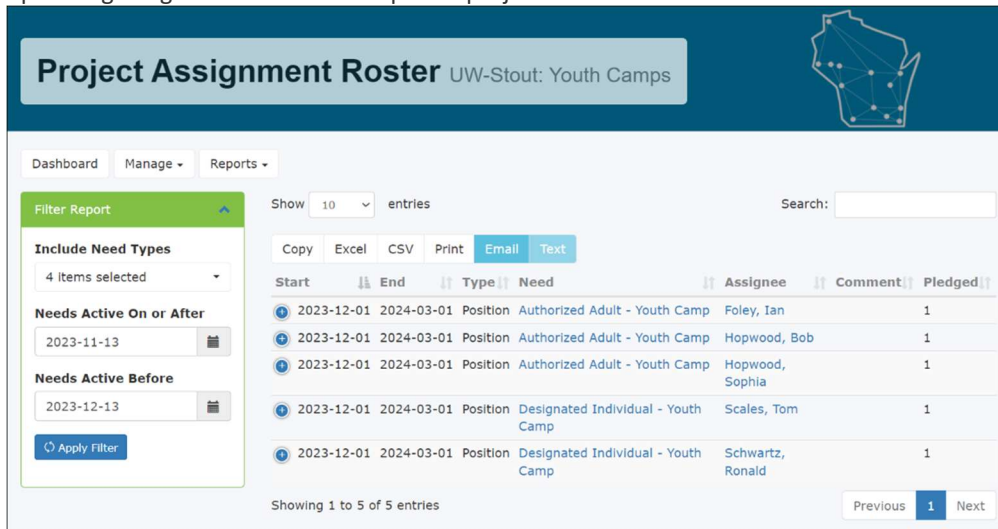 Project Assignment Roster UW-Stout: Youth Camps
Dashboard Manage Reports
Filter Report
Include Need Types
4 items selected
Needs Active On or After
2023-11-13
Needs Active Before
2023-12-13
Apply Filter
Show 10 entries Search:
Copy Excel CSV Print Email Text
Start End Type Need Assignee Comment Pledged
2023-12-01 2024-03-01 Position Authorized Adult - Youth Camp Foley, Ian 1
2023-12-01 2024-03-01 Position Authorized Adult - Youth Camp Hopwood, Bob 1
2023-12-01 2024-03-01 Position Authorized Adult - Youth Camp Hopwood, 1
Sophia
2023-12-01 2024-03-01 Position Designated Individual - Youth Scales, Tom 1
Camp
2023-12-01 2024-03-01 Position Designated Individual - Youth Schwartz, 1
Camp Ronald
Showing 1 to 5 of 5 entries Previous 1 Next